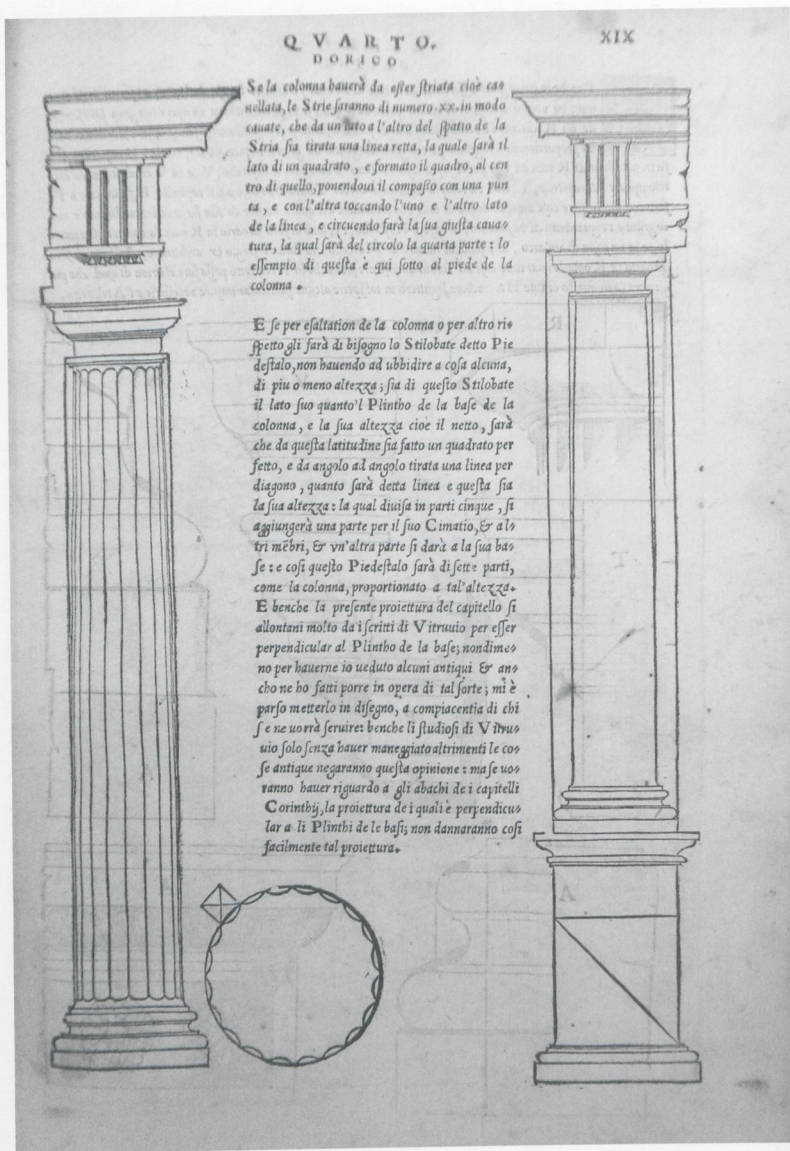 QVARTO. XIX
DORICO
Se la colonna hauerà da eſſer ſtriata cioè ca⸗
nellata, le Strie ſaranno di numero xx. in modo
cauate, che da un lato a l'altro del ſpatio de la
Stria ſia tirata una linea retta, la quale ſarà il
lato di un quadrato , e formato il quadro, al cen
tro di quello, ponendoui il compaſſo con una pun
ta , e con l'altra toccando l'uno e l'altro lato
de la linea , e circuendo farà la ſua giuſta caua⸗
tura, la qual ſarà del circolo la quarta parte : lo
eſſempio di queſta è qui ſotto al piede de la
colonna .
E ſe per eſaltation de la colonna o per altro ri⸗
ſpetto gli farà di biſogno lo Stilobate detto Pie
deſtalo, non hauendo ad ubbidire a coſa alcuna,
di piu o meno altezza ; ſia di queſto Stilobate
il lato ſuo quanto'l Plintho de la baſe de la
colonna , e la ſua altezza cioè il netto , ſarà
che da queſta latitudine ſia fatto un quadrato per
fetto, e da angolo ad angolo tirata una linea per
diagono , quanto ſarà detta linea e queſta ſia
la ſua altezza : la qual diuiſa in parti cinque , ſi
aggiungerà una parte per il ſuo Cimatio, & al⸗
tri mēbri, & vn'altra parte ſi darà a la ſua ba⸗
ſe : e coſi queſto Piedeſtalo ſarà di ſette parti,
come la colonna, proportionato a tal'altezza.
E benche la preſente proiettura del capitello ſi
allontani molto da i ſcritti di Vitruuio per eſſer
perpendicular al Plintho de la baſe; nondime⸗
no per hauerne io ueduto alcuni antiqui & an⸗
cho ne ho fatti porre in opera di tal ſorte ; mi è
parſo metterlo in diſegno, a compiacentia di chi
ſe ne uorrà ſeruire: benche li ſtudioſi di Vitru⸗
uio ſolo ſenza hauer maneggiato altrimenti le co⸗
ſe antique negaranno queſta opinione : ma ſe uo⸗
ranno hauer riguardo a gli abachi de i capitelli
Corinthij, la proiettura de i quali è perpendicu⸗
lar a li Plinthi de le baſi; non dannaranno coſi
facilmente tal proiettura.